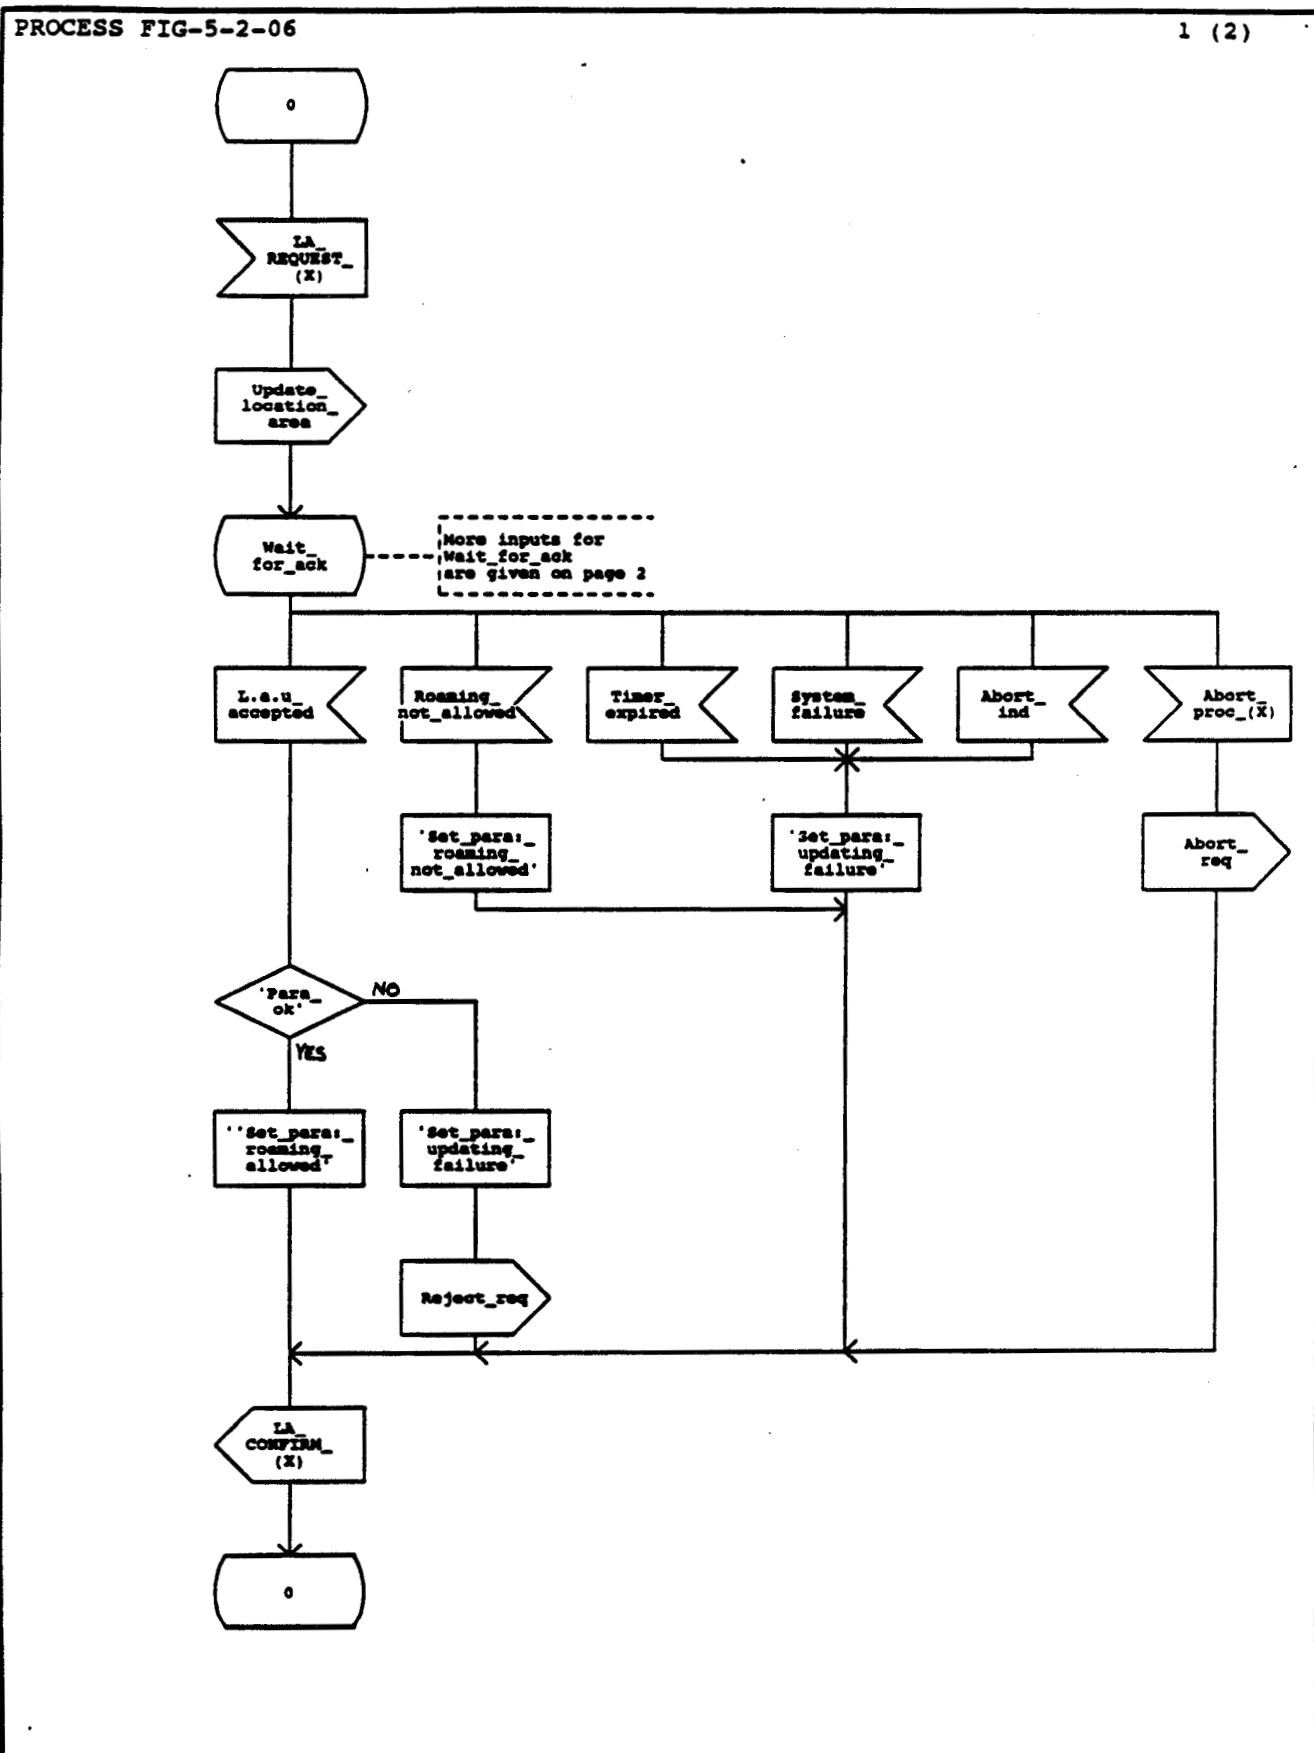 PROCESS FIG-5-2-06 1 (2)
0
LA_
REQUEST_
(X)
Update_
location_
area
Wait_
for_ack
More inputs for
Wait_for_ack
are given on page 2
L.a.u_
accepted
Roaming_
not_allowed
Timer_
expired
System_
failure
Abort_
ind
Abort_
proc_(X)
'Set_para:_
roaming_
not_allowed'
'Set_para:_
updating_
failure'
Abort_
req
'Para_
ok'
NO
YES
''Set_para:_
roaming_
allowed'
'Set_para:_
updating_
failure'
Reject_req
LA_
CONFIRM_
(X)
0